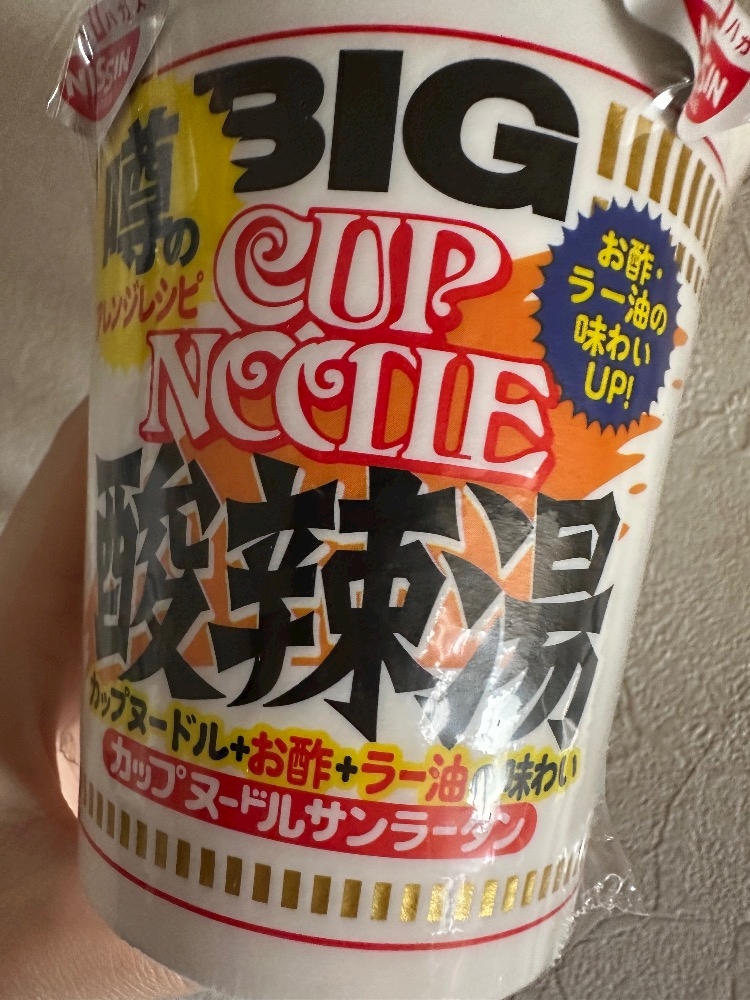 NISSIN
NISSIN
BIG
噂の
アレンジレシピ
CUP
NOODLE
お酢・
ラー油の
味わい
UP!
酸辣湯
カップヌードル+お酢+ラー油の味わい
カップヌードルサンラータン